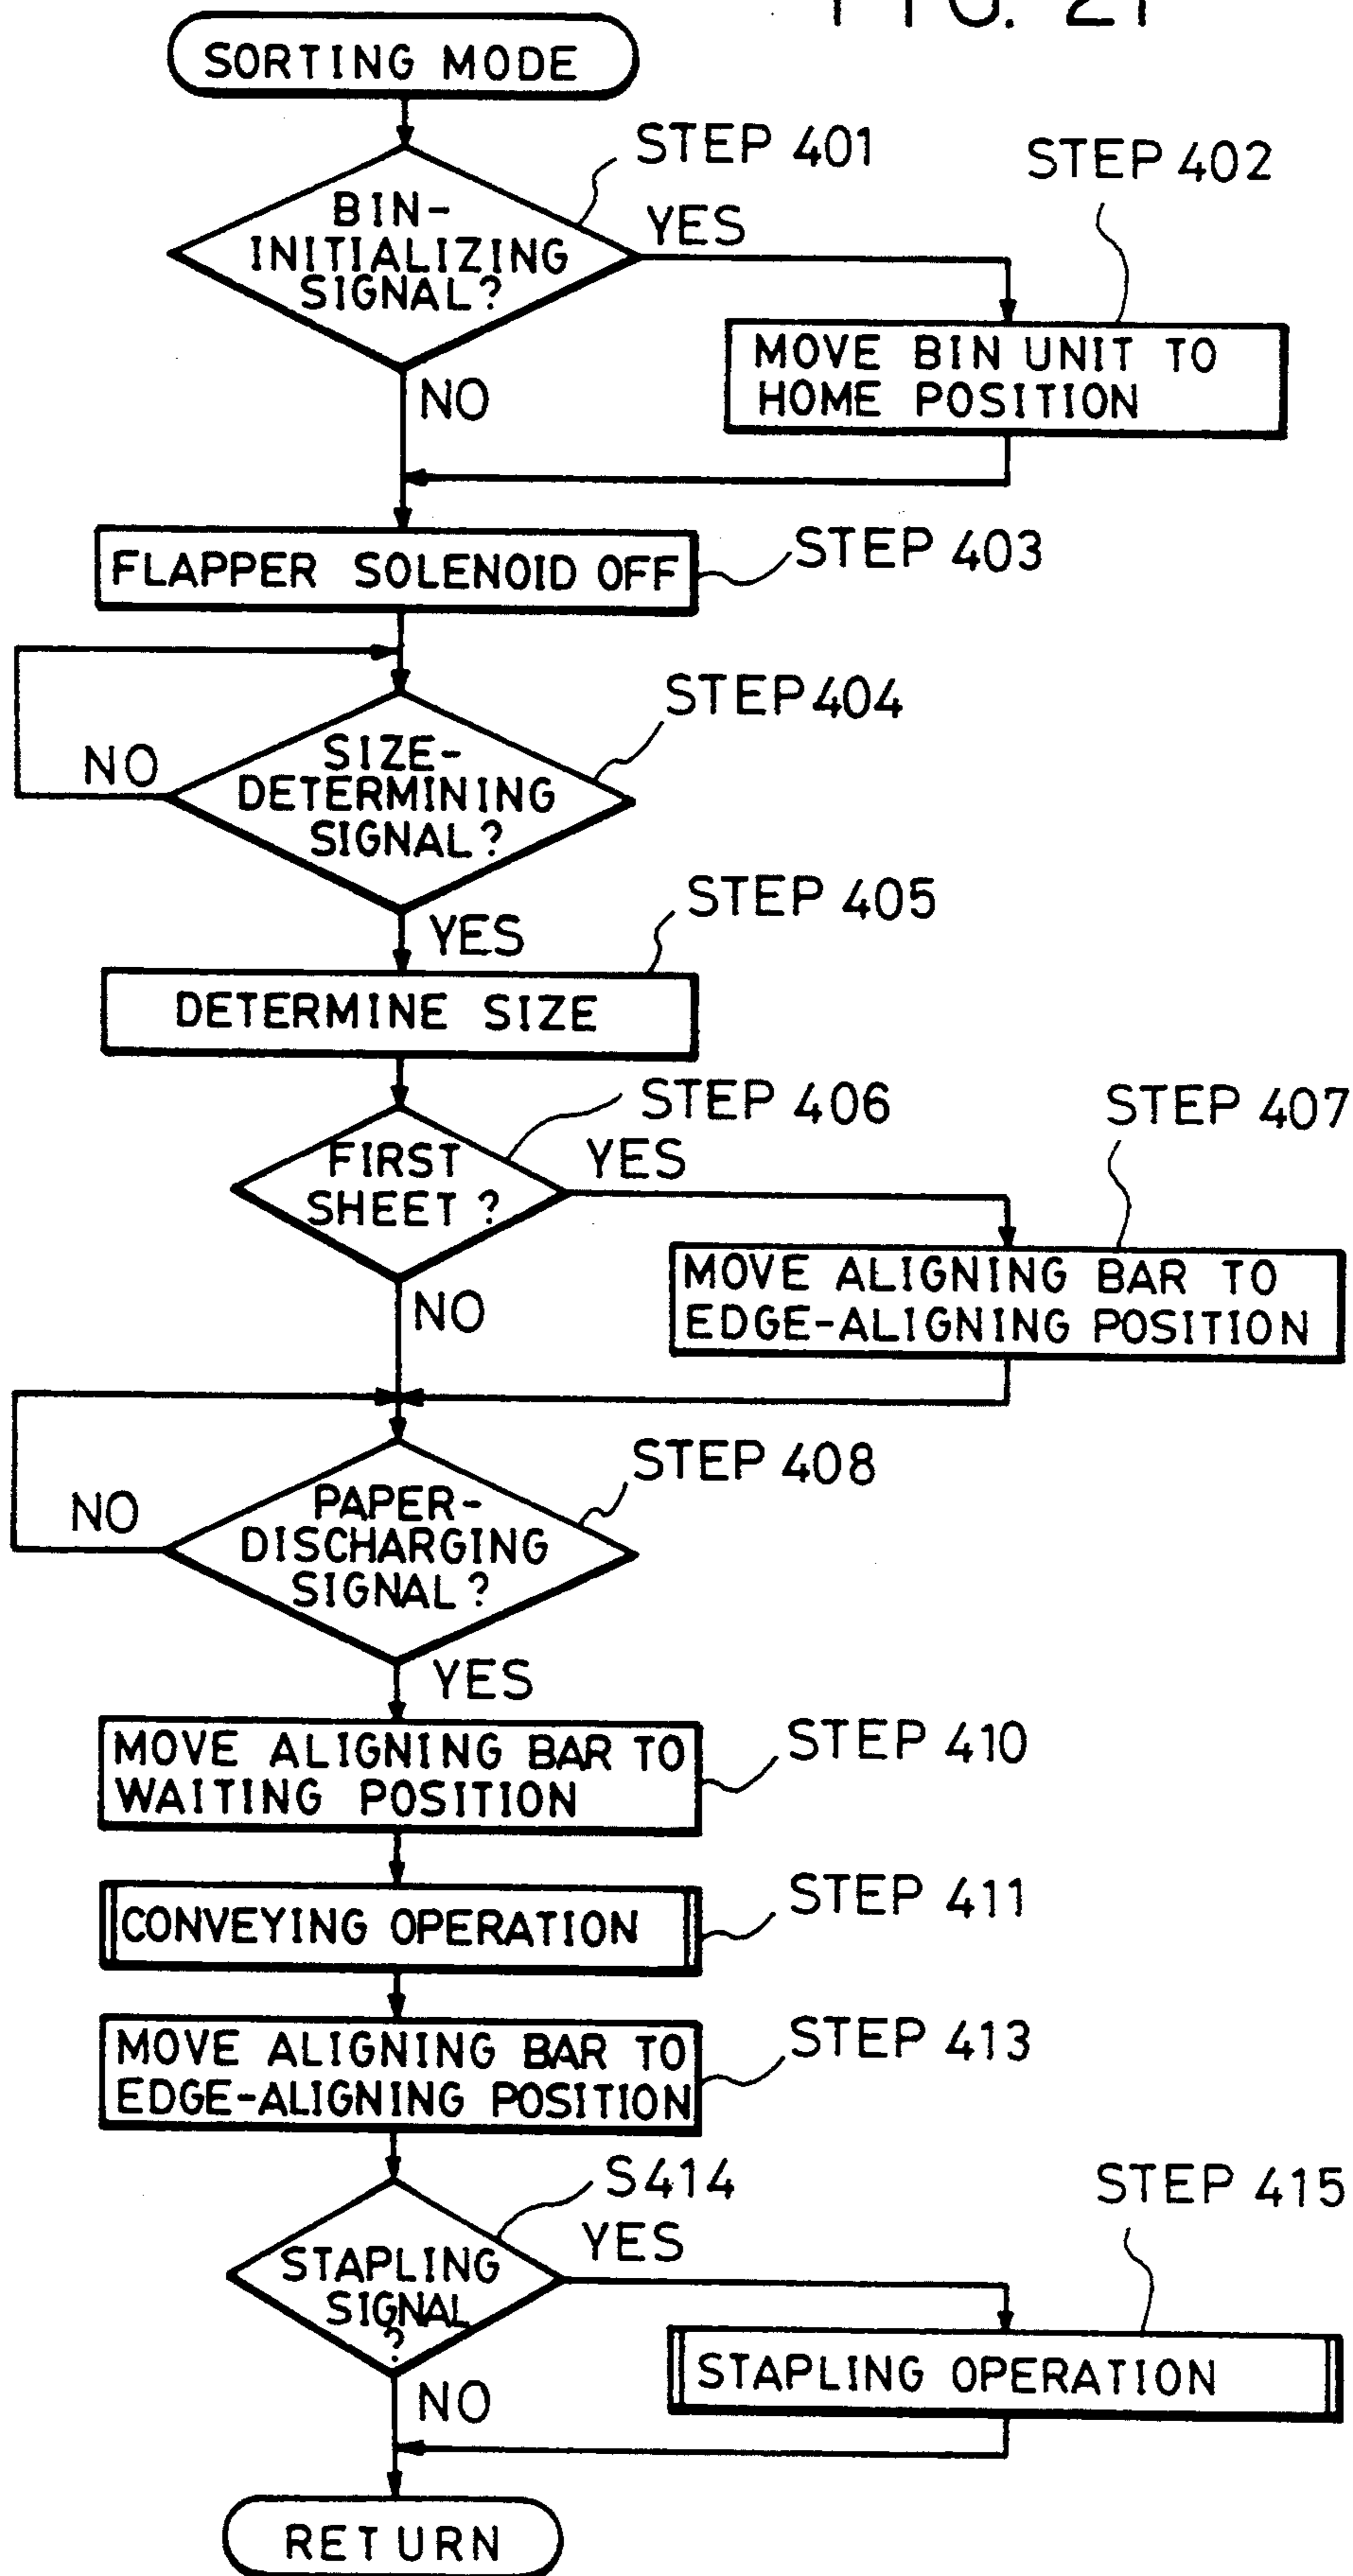 FIG. 21
SORTING MODE
STEP 401
STEP 402
BIN-
INITIALIZING
SIGNAL?
YES
MOVE BIN UNIT TO
HOME POSITION
NO
FLAPPER SOLENOID OFF
STEP 403
STEP404
NO
SIZE-
DETERMINING
SIGNAL?
STEP 405
YES
DETERMINE SIZE
STEP 406
STEP 407
FIRST
SHEET?
YES
MOVE ALIGNING BAR TO
EDGE-ALIGNING POSITION
NO
STEP 408
NO
PAPER-
DISCHARGING
SIGNAL?
YES
MOVE ALIGNING BAR TO
WAITING POSITION
STEP 410
CONVEYING OPERATION
STEP 411
MOVE ALIGNING BAR TO
EDGE-ALIGNING POSITION
STEP 413
S414
STEP 415
STAPLING
SIGNAL
?
YES
STAPLING OPERATION
NO
RETURN